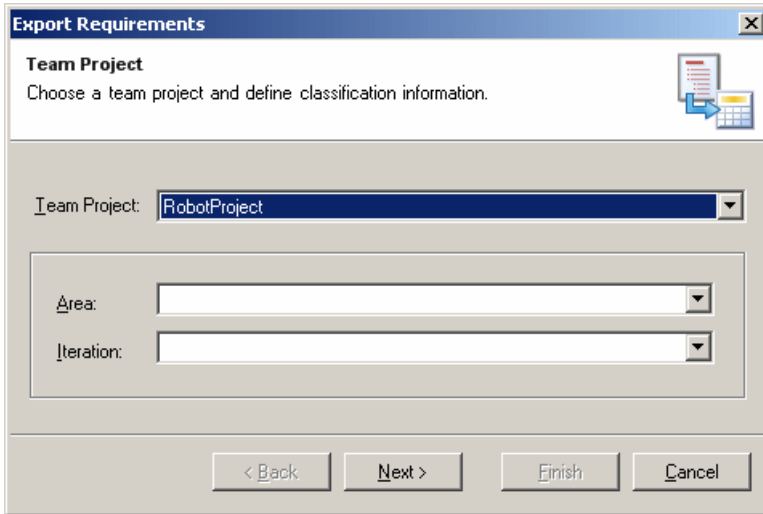 Export Requirements
Team Project
Choose a team project and define classification information.
Team Project: RobotProject
Area:
Iteration:
< Back Next > Finish Cancel